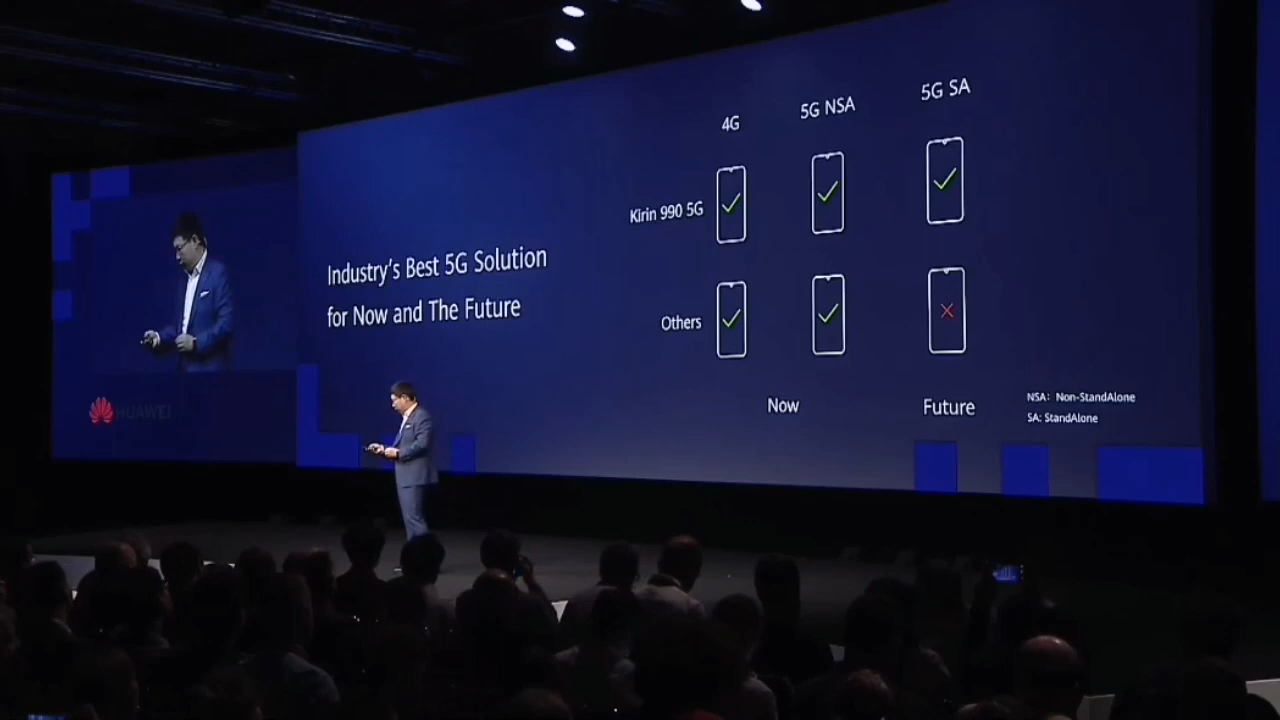 4G
5G NSA
5G SA
Kirin 990 5G
Industry's Best 5G Solution
for Now and The Future
Others
Now
Future
NSA: Non-StandAlone
SA: StandAlone
HUAWEI